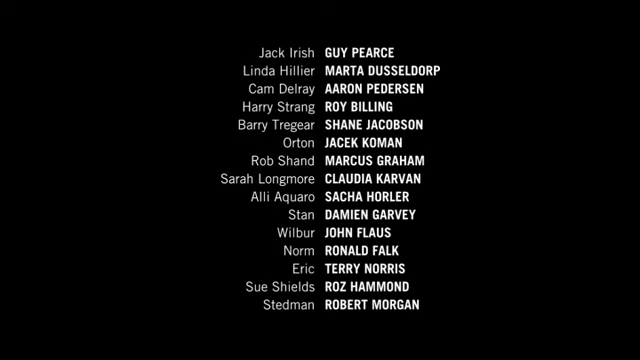 Jack Irish GUY PEARCE
Linda Hillier MARTA DUSSELDORP
Cam Delray AARON PEDERSEN
Harry Strang ROY BILLING
Barry Tregear SHANE JACOBSON
Orton JACEK KOMAN
Rob Shand MARCUS GRAHAM
Sarah Longmore CLAUDIA KARVAN
Alli Aquaro SACHA HORLER
Stan DAMIEN GARVEY
Wilbur JOHN FLAUS
Norm RONALD FALK
Eric TERRY NORRIS
Sue Shields ROZ HAMMOND
Stedman ROBERT MORGAN